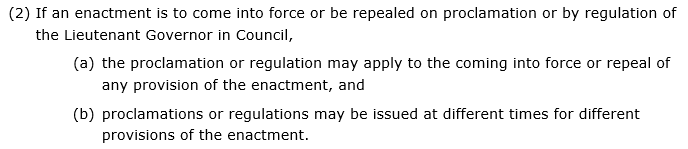 (2) If an enactment is to come into force or be repealed on proclamation or by regulation of
the Lieutenant Governor in Council,
(a) the proclamation or regulation may apply to the coming into force or repeal of
any provision of the enactment, and
(b) proclamations or regulations may be issued at different times for different
provisions of the enactment.